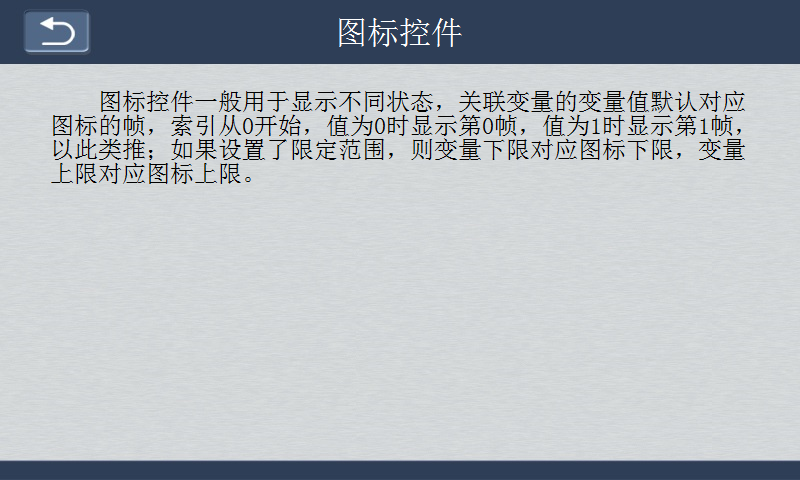 图标控件
图标控件一般用于显示不同状态，关联变量的变量值默认对应
图标的帧，索引从0开始，值为0时显示第0帧，值为1时显示第1帧，
以此类推；如果设置了限定范围，则变量下限对应图标下限，变量
上限对应图标上限。